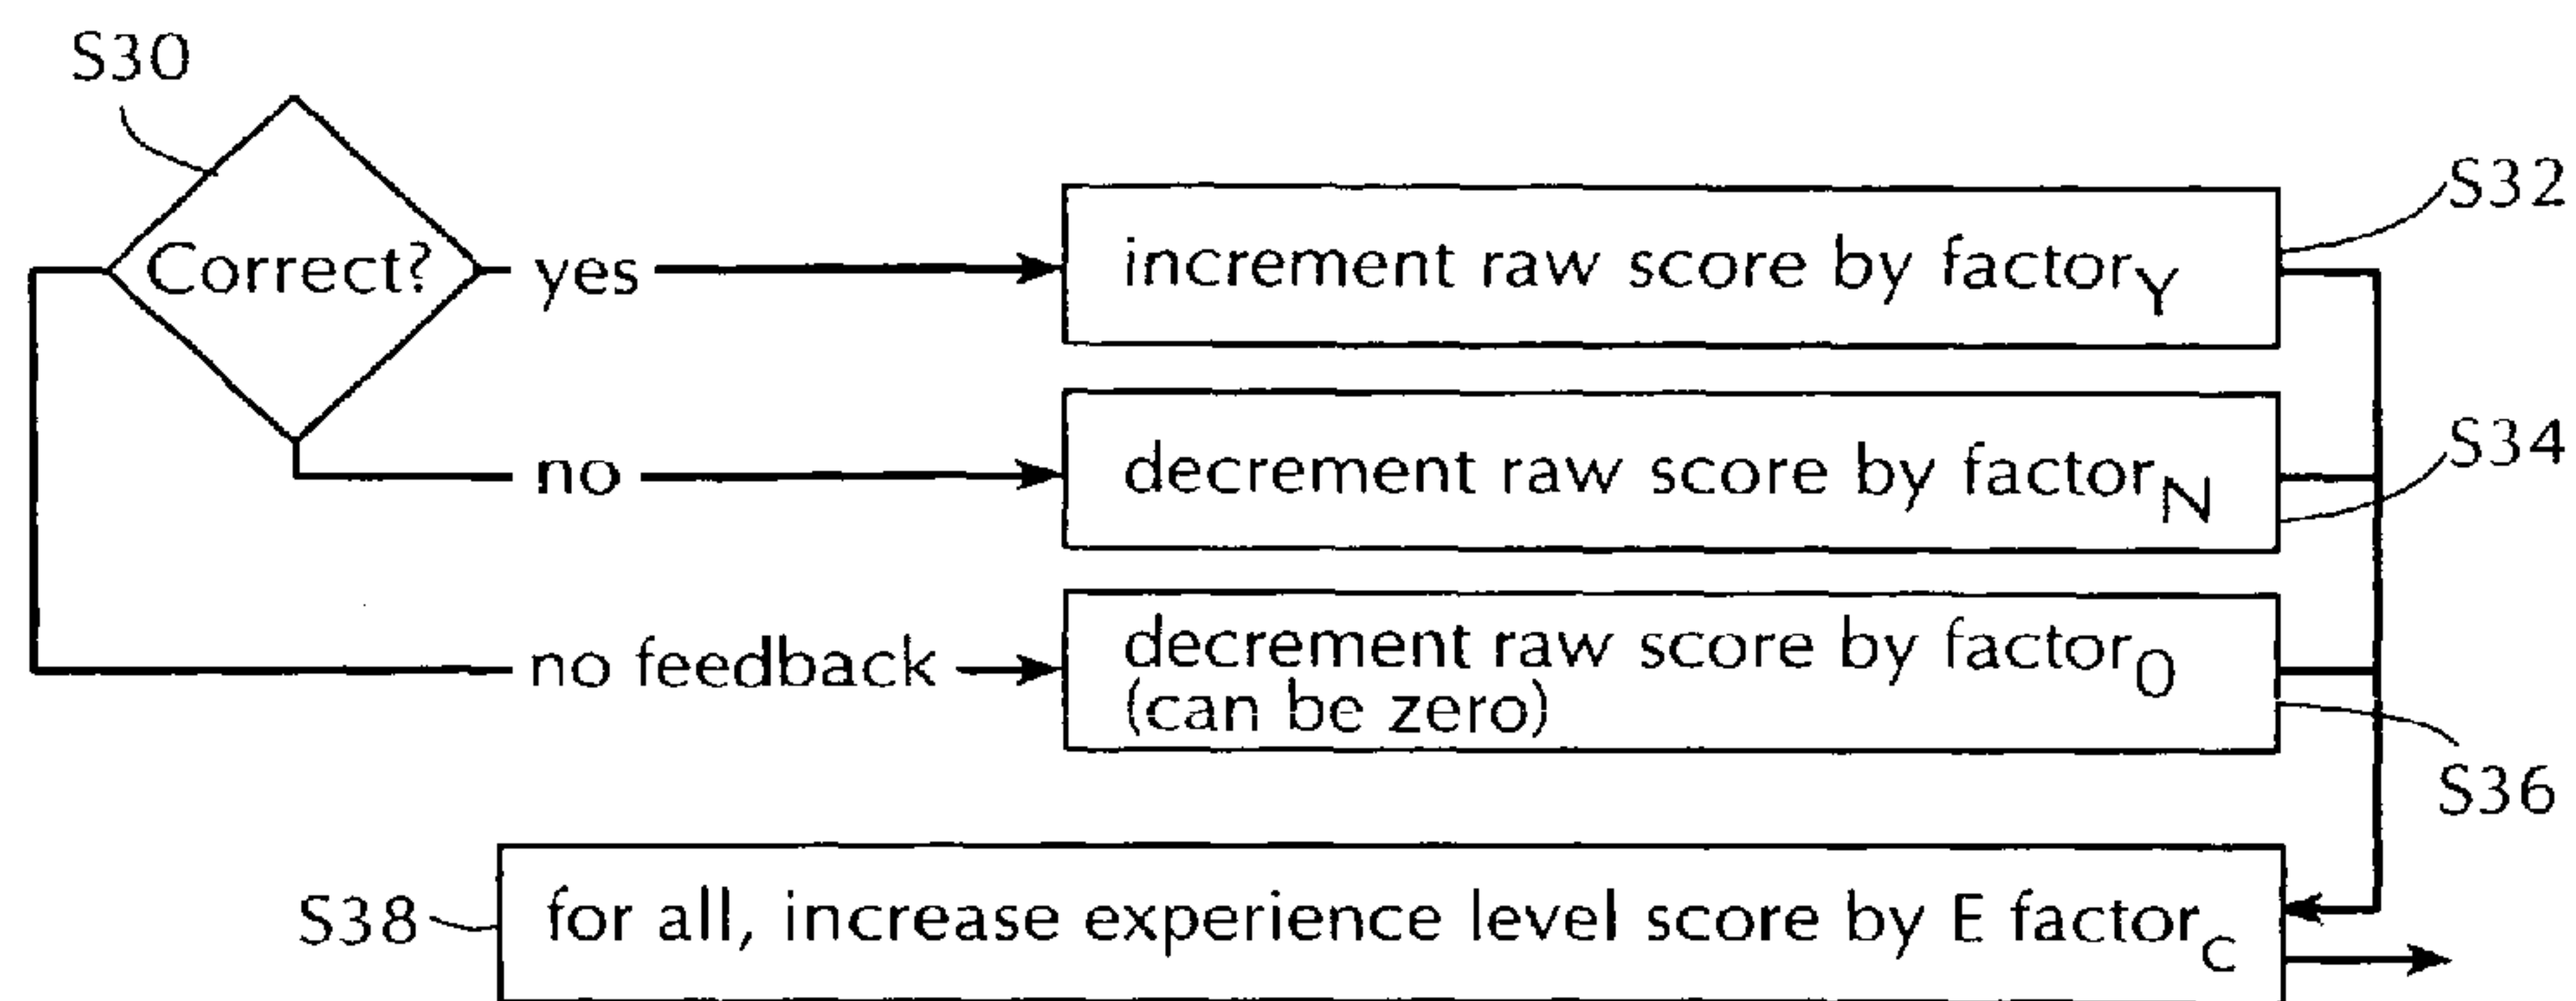 S30
Correct?
yes
increment raw score by factorY
S32
no
decrement raw score by factorN
S34
no feedback
decrement raw score by factor0
(can be zero)
S36
S38
for all, increase experience level score by E factorC